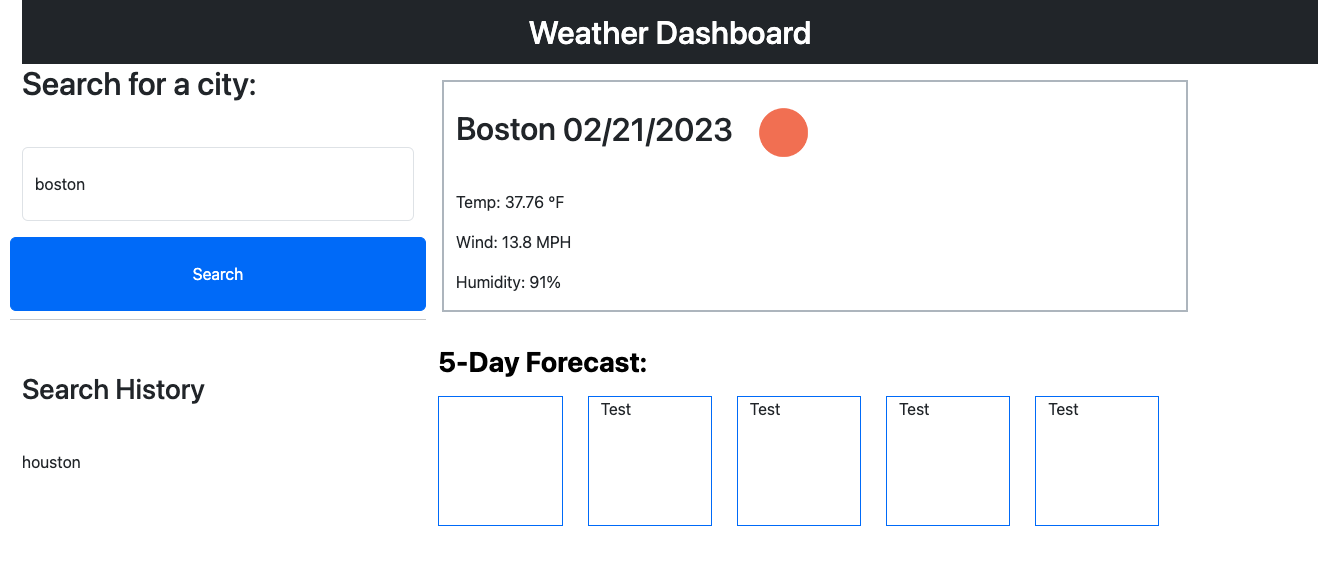 Weather Dashboard
Search for a city:
boston
Search
Search History
houston
Boston 02/21/2023
Temp: 37.76 °F
Wind: 13.8 MPH
Humidity: 91%
5-Day Forecast:
Test Test Test Test